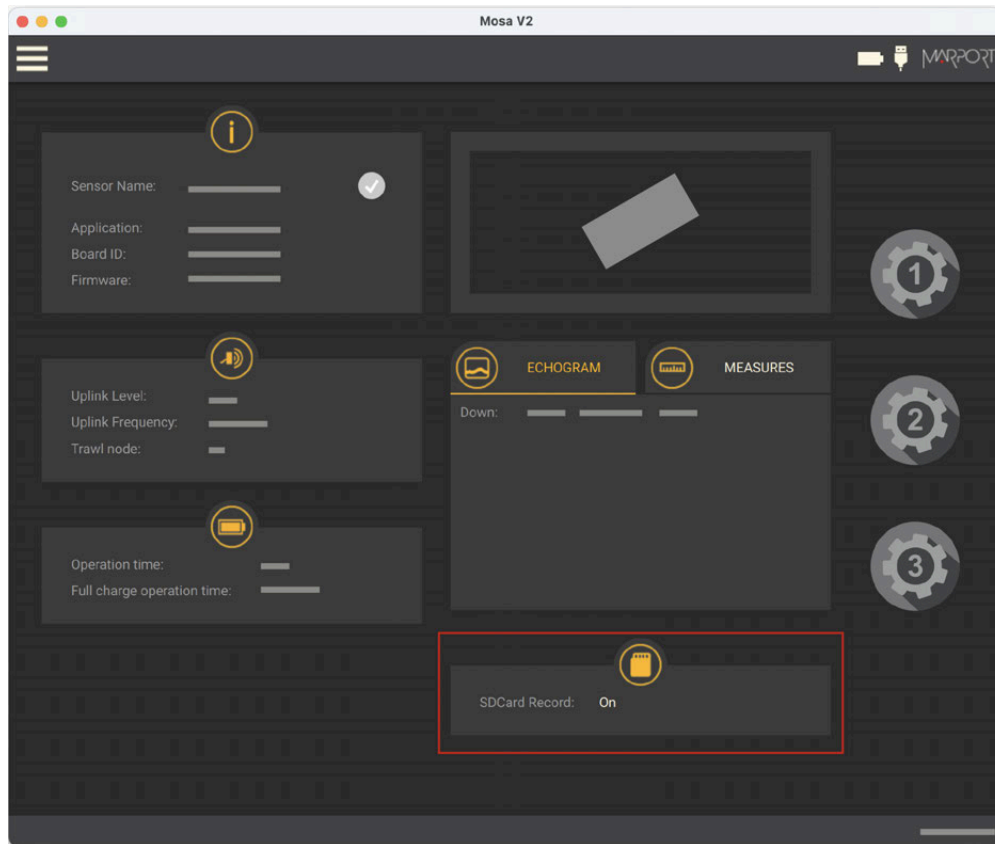 Mosa V2
MARPORT
i
Sensor Name:
Application:
Board ID:
Firmware:
1
Uplink Level:
Uplink Frequency:
Trawl node:
ECHOGRAM
MEASURES
Down:
2
Operation time:
Full charge operation time:
3
SDCard Record: On